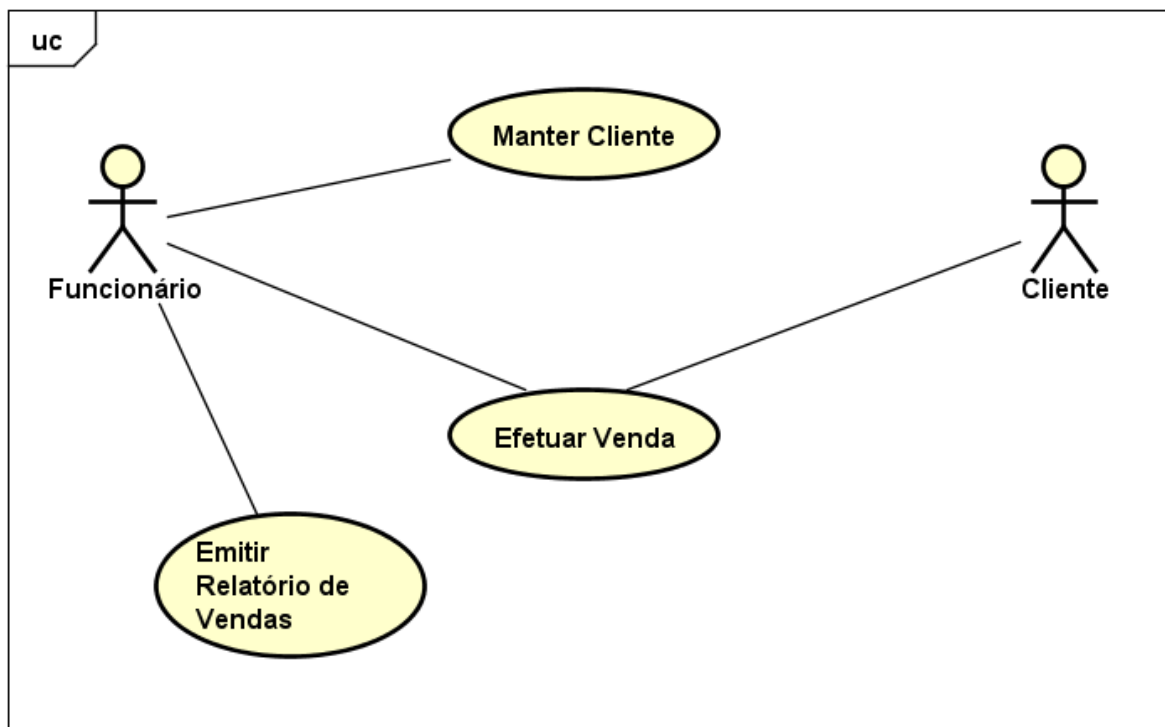 uc
Manter Cliente
Funcionário
Cliente
Efetuar Venda
Emitir
Relatório de
Vendas